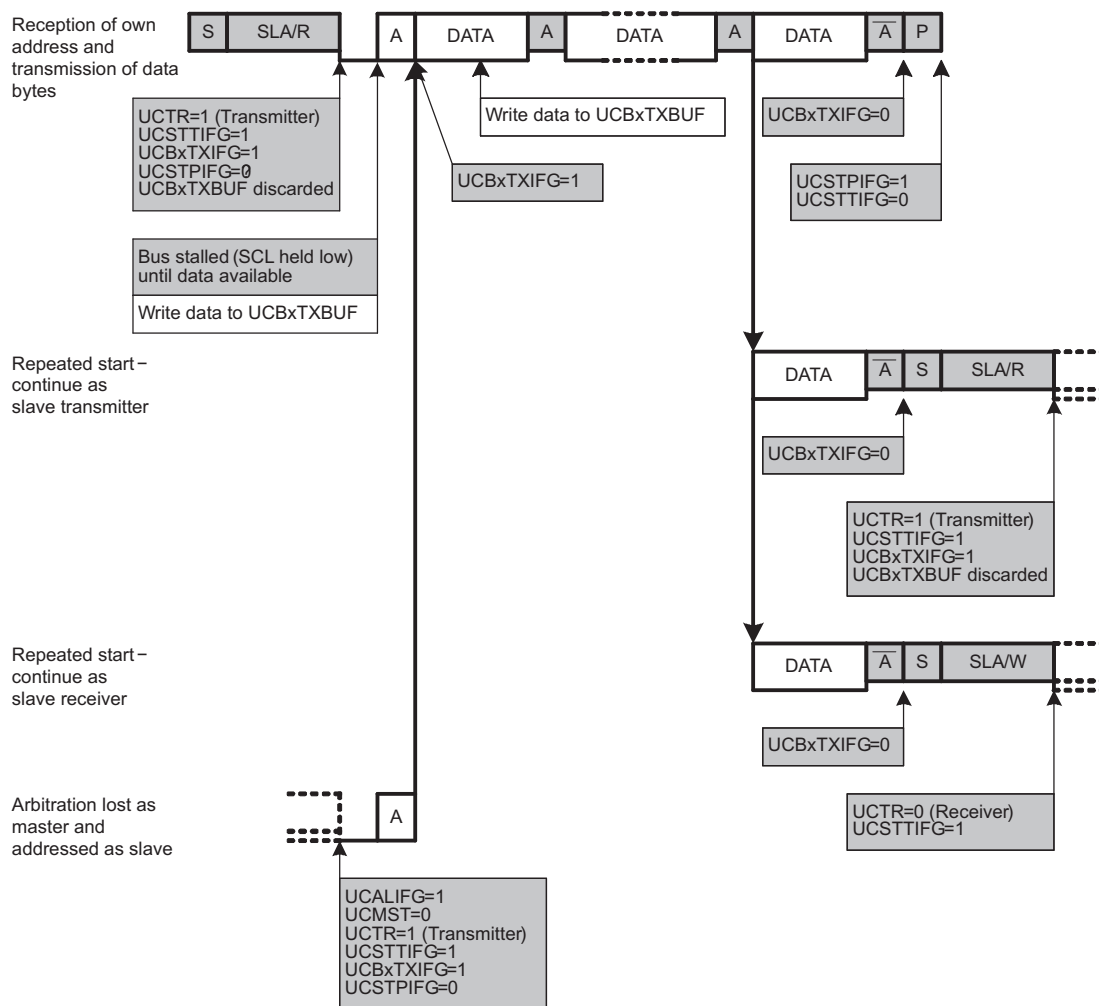 Reception of own
address and
transmission of data
bytes
S SLA/R A DATA A DATA A DATA A P
UCTR=1 (Transmitter)
UCSTTIFG=1
UCBxTXIFG=1
UCSTPIFG=0
UCBxTXBUF discarded
Write data to UCBxTXBUF
UCBxTXIFG=1
UCBxTXIFG=0
UCSTPIFG=1
UCSTTIFG=0
Bus stalled (SCL held low)
until data available
Write data to UCBxTXBUF
Repeated start–
continue as
slave transmitter
DATA A S SLA/R
UCBxTXIFG=0
UCTR=1 (Transmitter)
UCSTTIFG=1
UCBxTXIFG=1
UCBxTXBUF discarded
Repeated start–
continue as
slave receiver
DATA A S SLA/W
UCBxTXIFG=0
UCTR=0 (Receiver)
UCSTTIFG=1
Arbitration lost as
master and
addressed as slave
A
UCALIFG=1
UCMST=0
UCTR=1 (Transmitter)
UCSTTIFG=1
UCBxTXIFG=1
UCSTPIFG=0